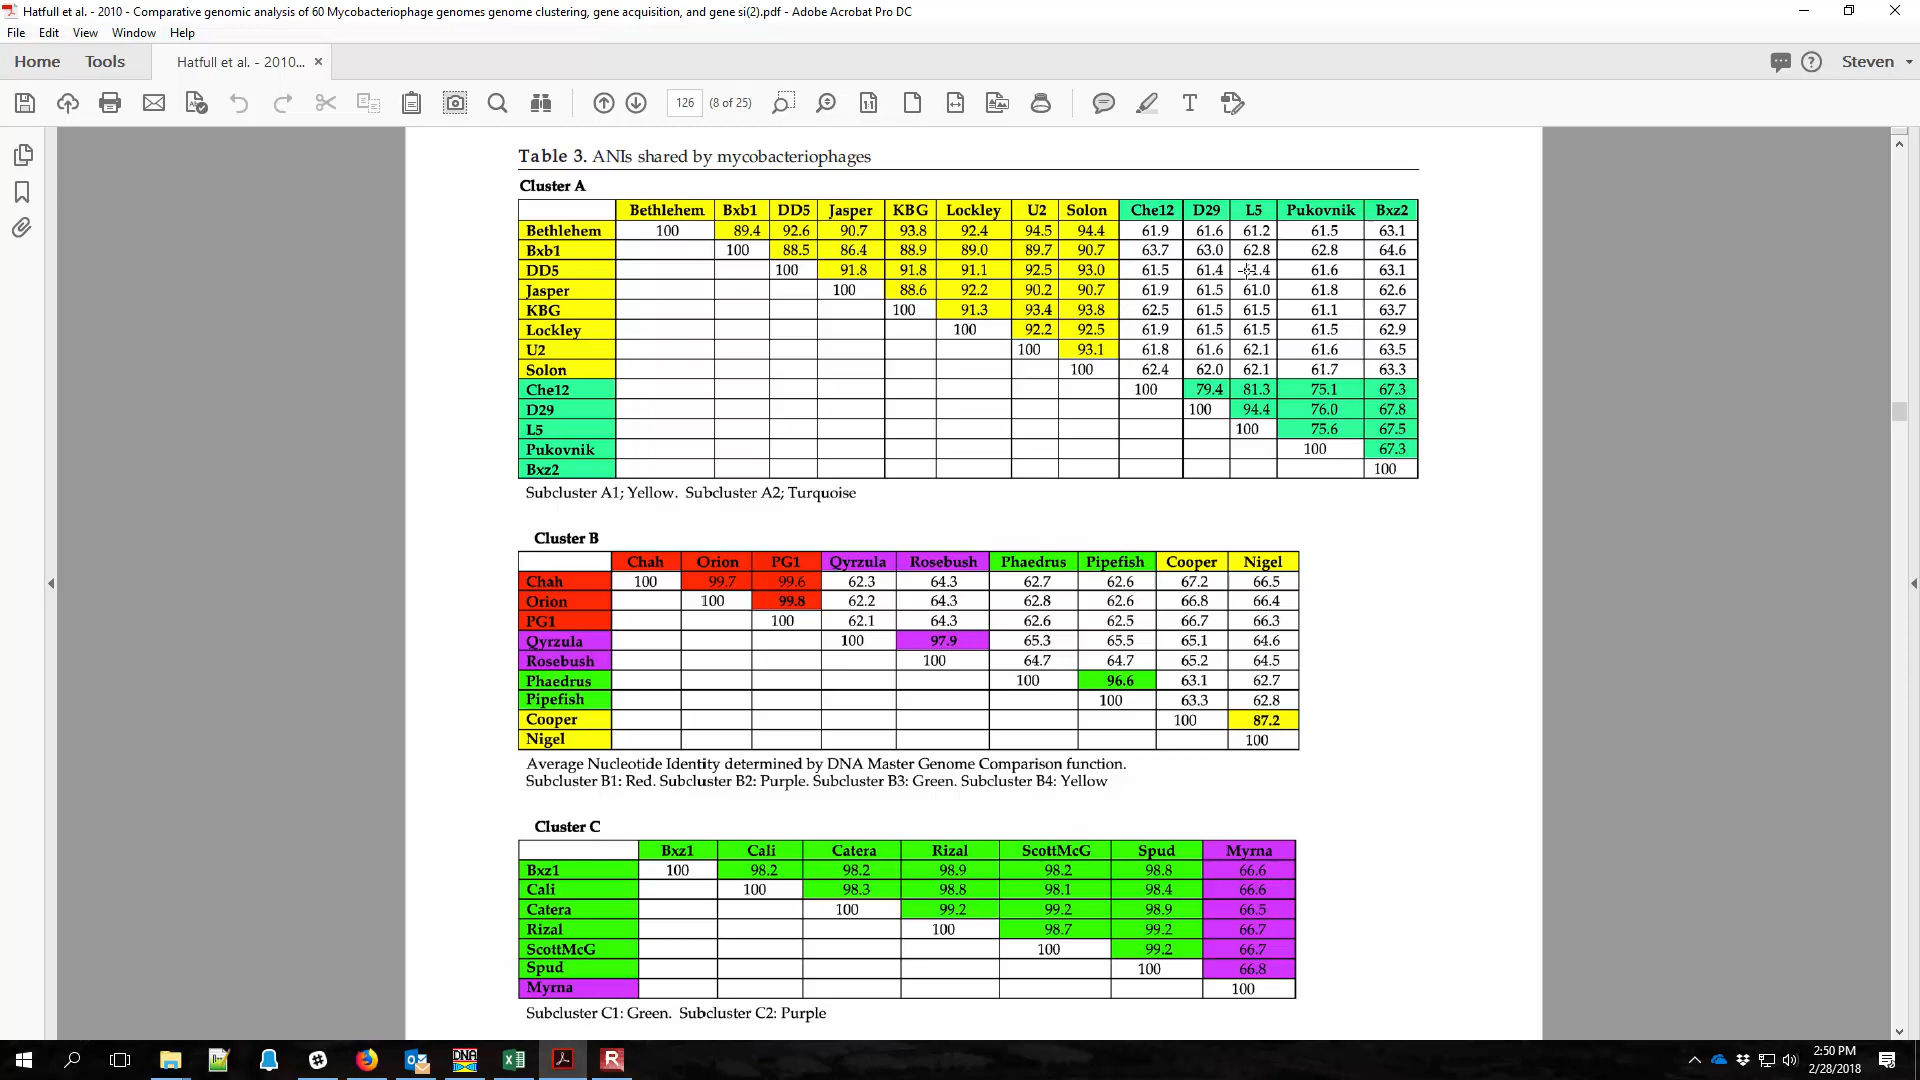 Hatfull et al. - 2010 - Comparative genomic analysis of 60 Mycobacteriophage genomes genome clustering, gene acquisition, and gene si(2).pdf - Adobe Acrobat Pro DC
File Edit View Window Help
Home Tools Hatfull et al. - 2010... × Steven
126 (8 of 25)
Table 3. ANIs shared by mycobacteriophages
Cluster A
Bethlehem Bxb1 DD5 Jasper KBG Lockley U2 Solon Che12 D29 L5 Pukovnik Bxz2
Bethlehem 100 89.4 92.6 90.7 93.8 92.4 94.5 94.4 61.9 61.6 61.2 61.5 63.1
Bxb1 100 88.5 86.4 88.9 89.0 89.7 90.7 63.7 63.0 62.8 62.8 64.6
DD5 100 91.8 91.8 91.1 92.5 93.0 61.5 61.4 61.6 63.1
Jasper 100 88.6 92.2 90.2 90.7 61.9 61.5 61.0 61.8 62.6
KBG 100 91.3 93.4 93.8 62.5 61.5 61.5 61.1 63.7
Lockley 100 92.2 92.5 61.9 61.5 61.5 61.5 62.9
U2 100 93.1 61.8 61.6 62.1 61.6 63.5
Solon 100 62.4 62.0 62.1 61.7 63.3
Che12 100 79.4 81.3 75.1 67.3
D29 100 94.4 76.0 67.8
L5 100 75.6 67.5
Pukovnik 100 67.3
Bxz2 100
Subcluster A1; Yellow. Subcluster A2; Turquoise
Cluster B
Chah Orion PG1 Qyrzula Rosebush Phaedrus Pipefish Cooper Nigel
Chah 100 99.7 99.6 62.3 64.3 62.7 62.6 67.2 66.5
Orion 100 99.8 62.2 64.3 62.8 62.6 66.8 66.4
PG1 100 62.1 64.3 62.6 62.5 66.7 66.3
Qyrzula 100 97.9 65.3 65.5 65.1 64.6
Rosebush 100 64.7 64.7 65.2 64.5
Phaedrus 100 96.6 63.1 62.7
Pipefish 100 63.3 62.8
Cooper 100 87.2
Nigel 100
Average Nucleotide Identity determined by DNA Master Genome Comparison function.
Subcluster B1: Red. Subcluster B2: Purple. Subcluster B3: Green. Subcluster B4: Yellow
Cluster C
Bxz1 Cali Catera Rizal ScottMcG Spud Myrna
Bxz1 100 98.2 98.2 98.9 98.2 98.8 66.6
Cali 100 98.3 98.8 98.1 98.4 66.6
Catera 100 99.2 99.2 98.9 66.5
Rizal 100 98.7 99.2 66.7
ScottMcG 100 99.2 66.7
Spud 100 66.8
Myrna 100
Subcluster C1: Green. Subcluster C2: Purple
DNA
2:50 PM
2/28/2018